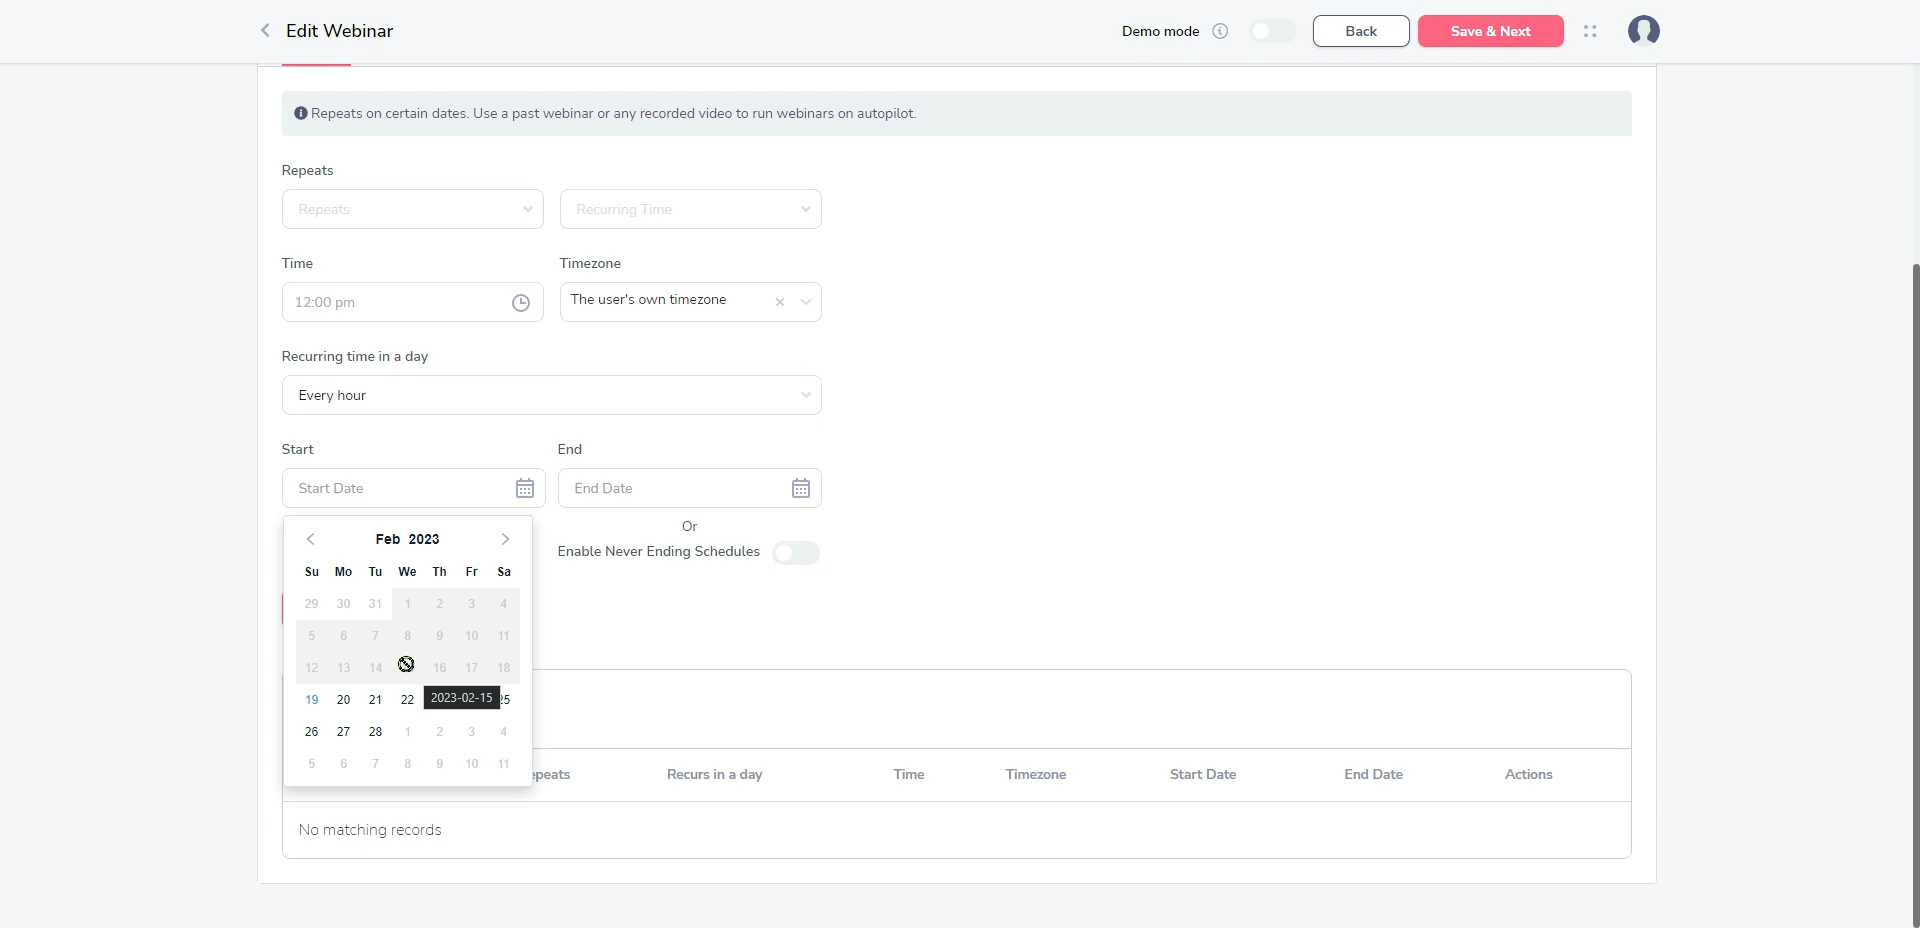 Edit Webinar
Demo mode
Back
Save & Next
Repeats on certain dates. Use a past webinar or any recorded video to run webinars on autopilot.
Repeats
Repeats
Recurring Time
Time
Timezone
12:00 pm
The user's own timezone
Recurring time in a day
Every hour
Start
End
Start Date
End Date
Or
Enable Never Ending Schedules
Feb 2023
Su Mo Tu We Th Fr Sa
29 30 31 1 2 3 4
5 6 7 8 9 10 11
12 13 14 16 17 18
19 20 21 22 25
2023-02-15
26 27 28 1 2 3 4
5 6 7 8 9 10 11
epeats
Recurs in a day
Time
Timezone
Start Date
End Date
Actions
No matching records